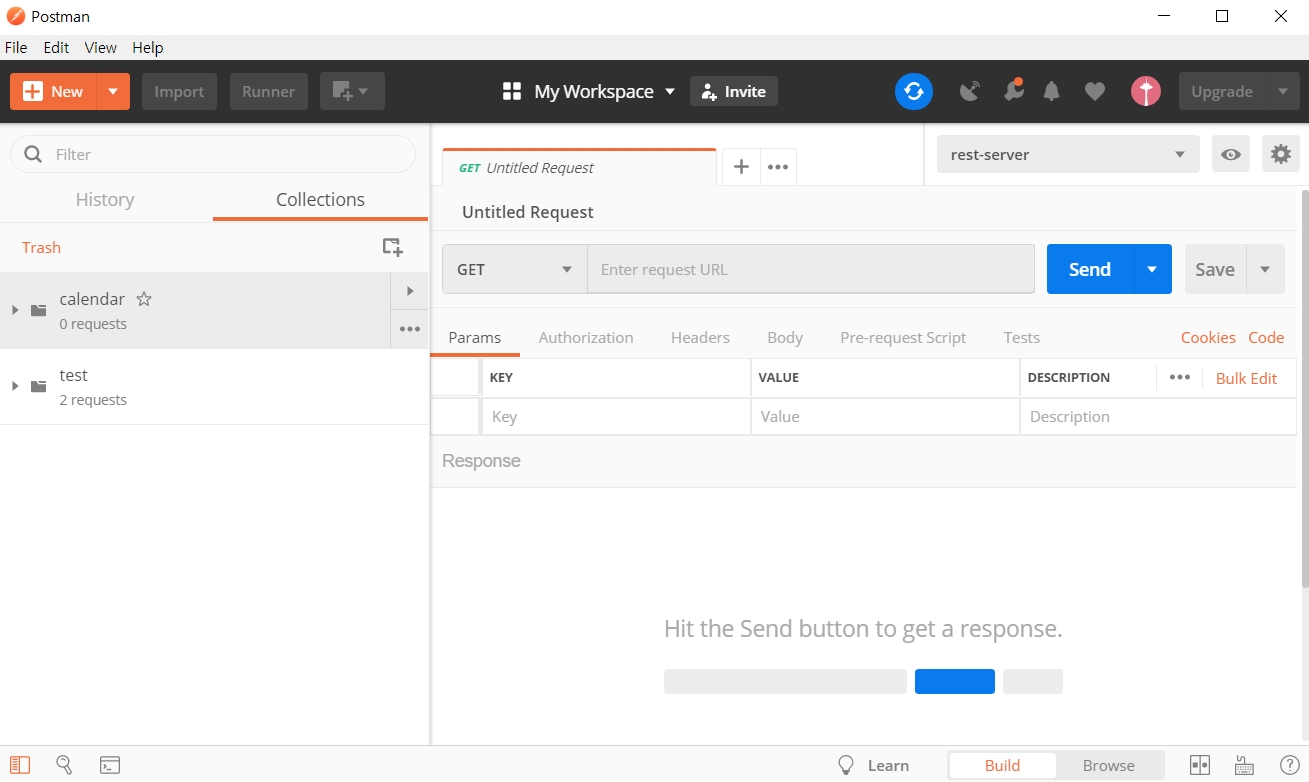 Postman
File Edit View Help
New Import Runner My Workspace Invite Upgrade
Filter
History Collections
Trash
calendar
0 requests
test
2 requests
GET Untitled Request
rest-server
Untitled Request
GET Enter request URL Send Save
Params Authorization Headers Body Pre-request Script Tests Cookies Code
KEY VALUE DESCRIPTION Bulk Edit
Key Value Description
Response
Hit the Send button to get a response.
Learn Build Browse